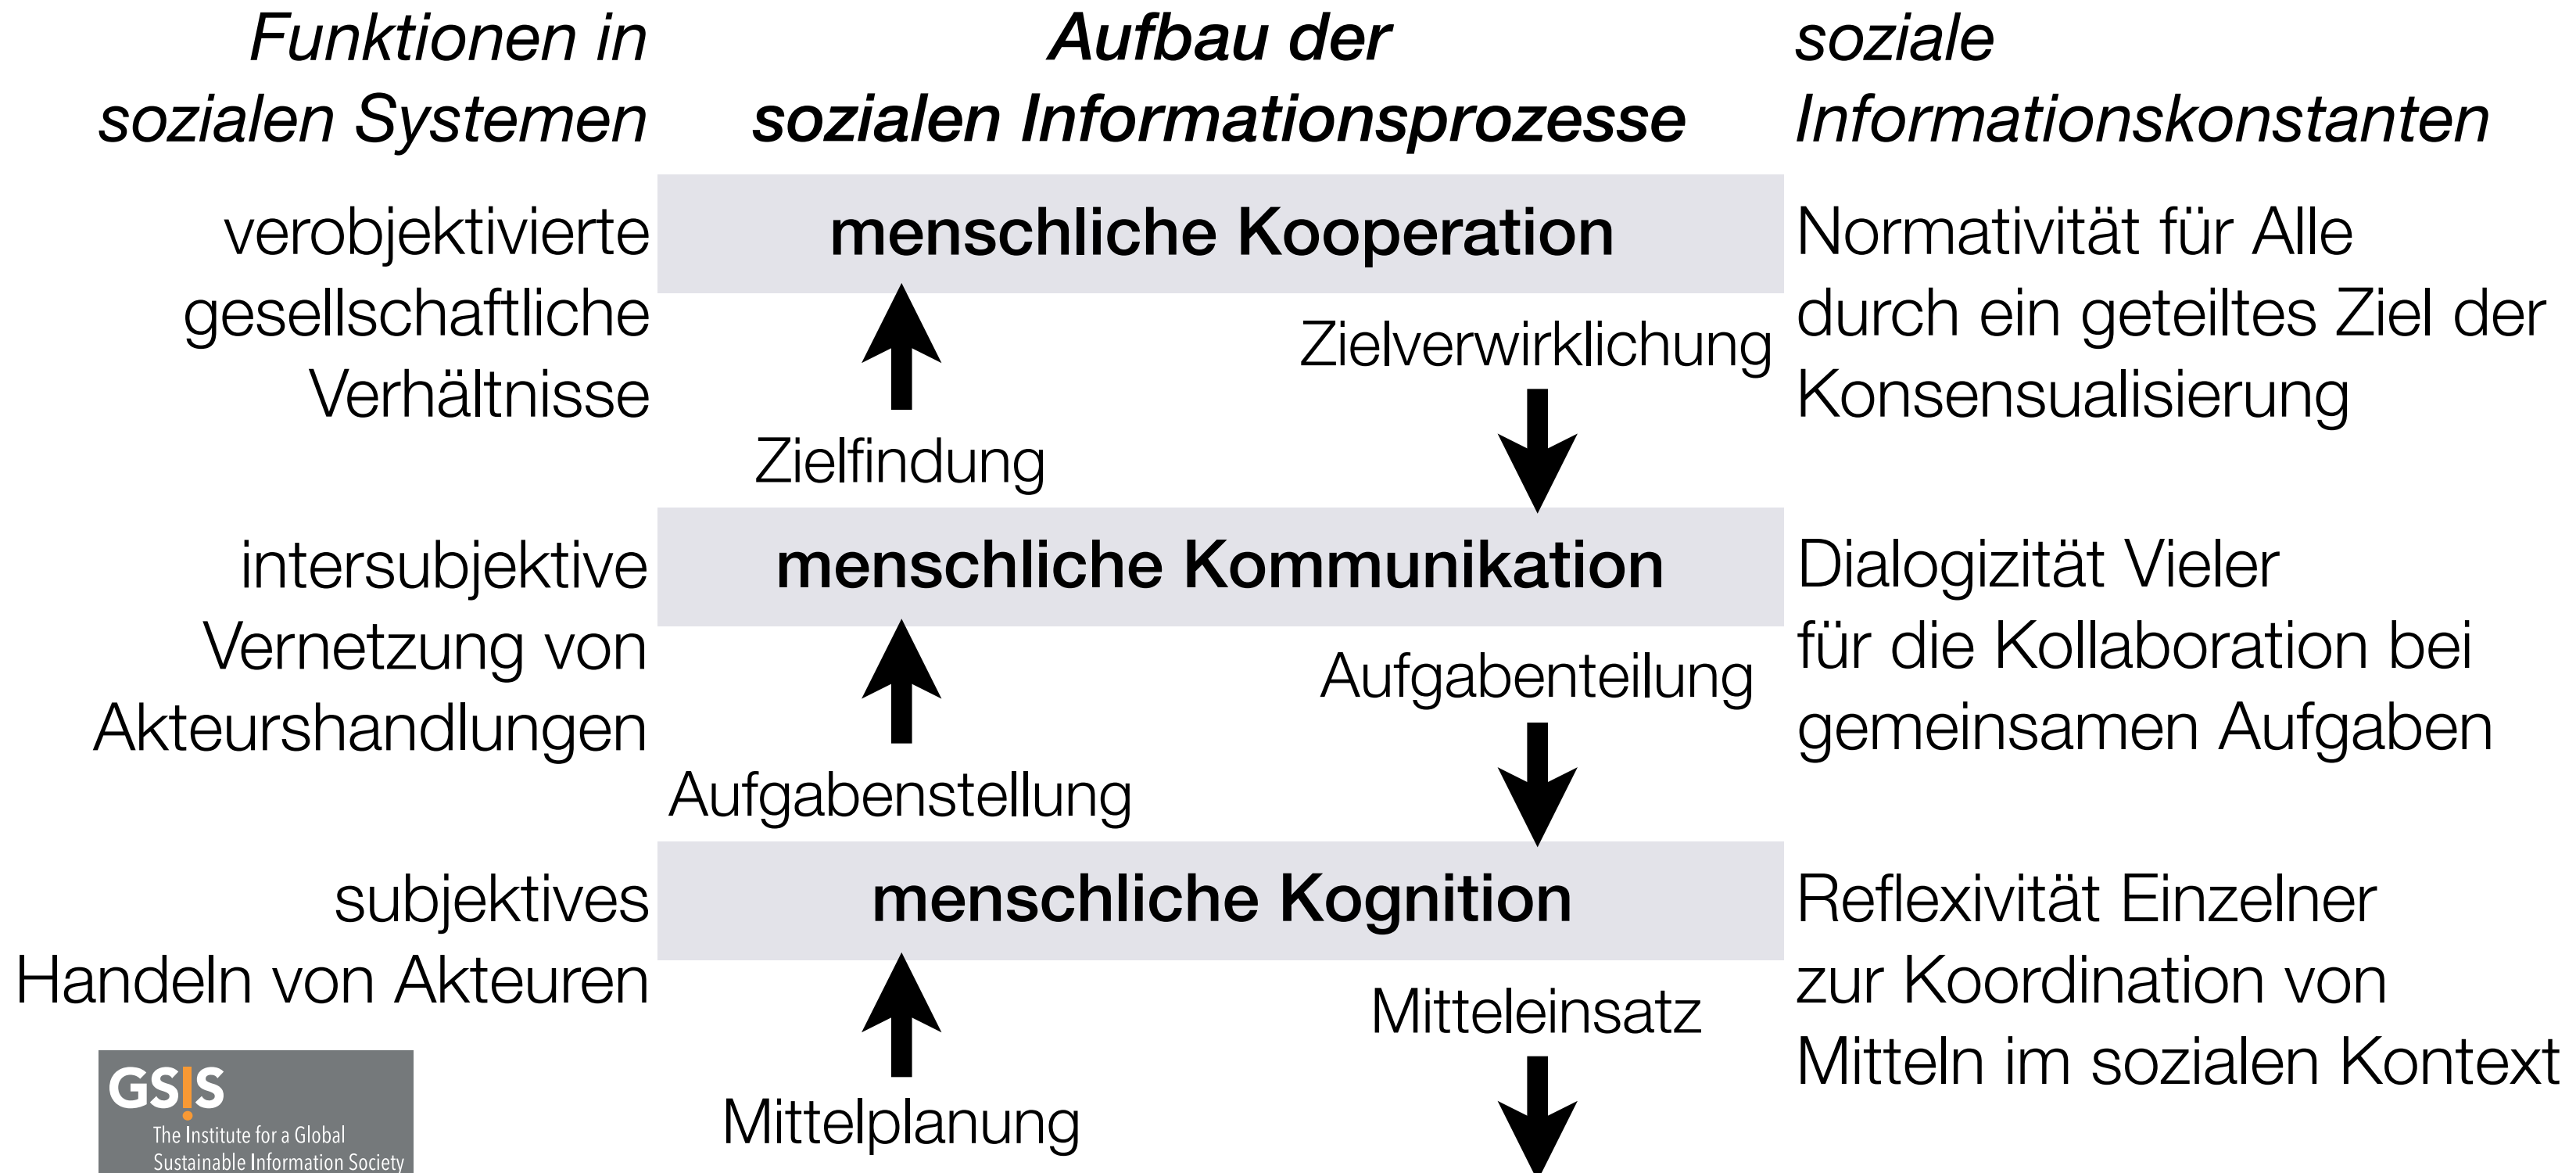 Funktionen in
sozialen Systemen
Aufbau der
sozialen Informationsprozesse
soziale
Informationskonstanten
verobjektivierte
gesellschaftliche
Verhältnisse
menschliche Kooperation
Normativität für Alle
durch ein geteiltes Ziel der
Konsensualisierung
Zielverwirklichung
Zielfindung
intersubjektive
Vernetzung von
Akteurshandlungen
menschliche Kommunikation
Dialogizität Vieler
für die Kollaboration bei
gemeinsamen Aufgaben
Aufgabenteilung
Aufgabenstellung
subjektives
Handeln von Akteuren
menschliche Kognition
Reflexivität Einzelner
zur Koordination von
Mitteln im sozialen Kontext
Mitteleinsatz
Mittelplanung
GS!S
The Institute for a Global
Sustainable Information Society